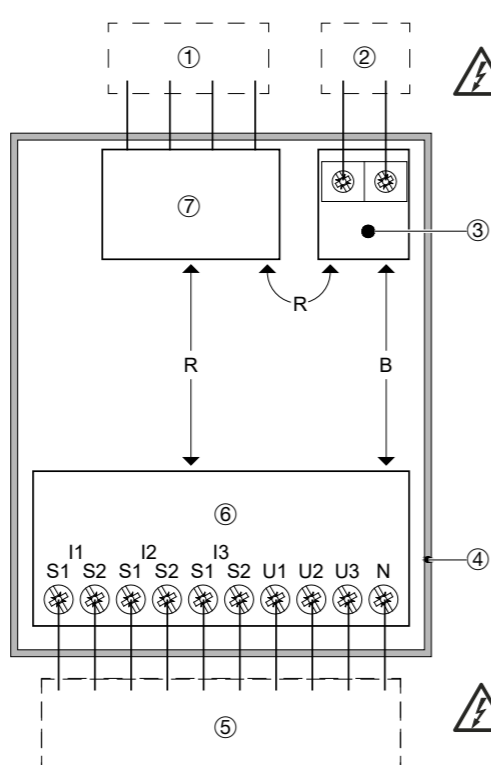 ① ②
⑦
③
R
R B
⑥
I1 I2 I3
S1 S2 S1 S2 S1 S2 U1 U2 U3 N
④
⑤